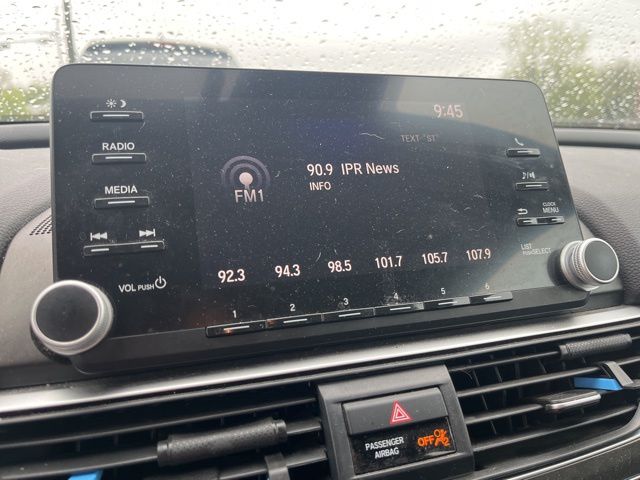 9:45
RADIO
TEXT "ST"
90.9 IPR News
INFO
FM1
MEDIA
CLOCK
MENU
VOL PUSH
LIST
PUSH SELECT
92.3 94.3 98.5 101.7 105.7 107.9
1 2 3 4 5 6
PASSENGER
AIRBAG
OFF
2